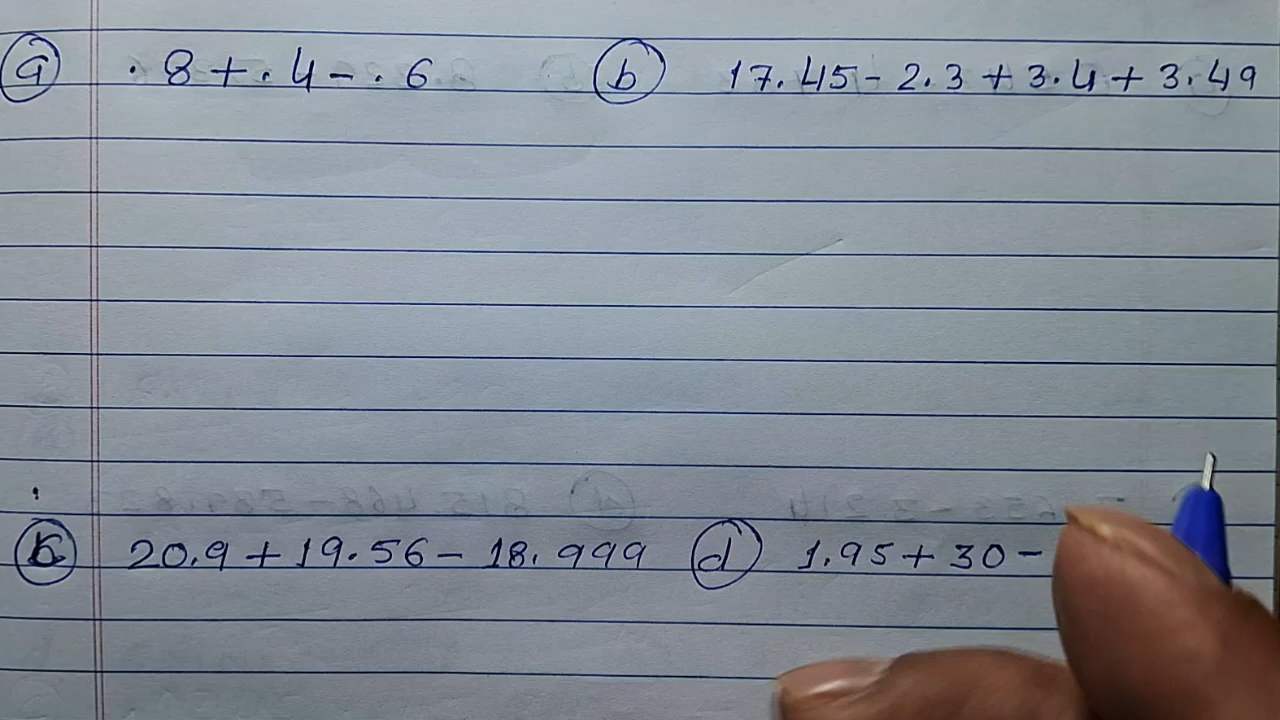 (a) .8 + .4 - .6
(b) 17.45 - 2.3 + 3.4 + 3.49
(c) 20.9 + 19.56 - 18.999
(d) 1.95 + 30 -